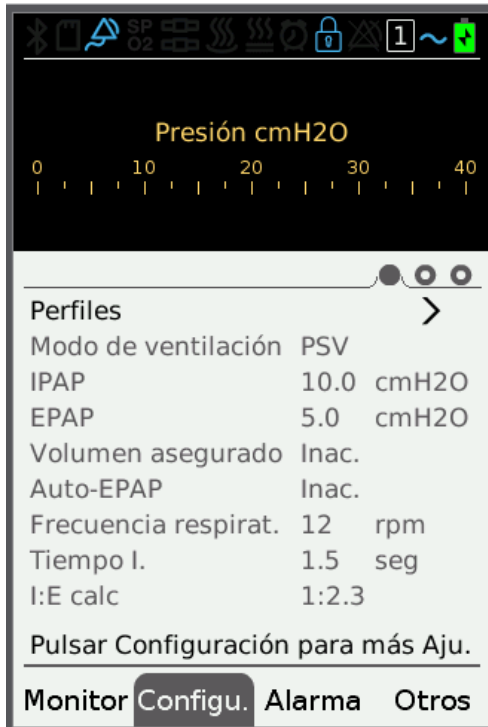 SP
O2
1
Presión cmH2O
0 10 20 30 40
Perfiles
Modo de ventilación PSV
IPAP 10.0 cmH2O
EPAP 5.0 cmH2O
Volumen asegurado Inac.
Auto-EPAP Inac.
Frecuencia respirat. 12 rpm
Tiempo I. 1.5 seg
I:E calc 1:2.3
Pulsar Configuración para más Aju.
Monitor Configu. Alarma Otros